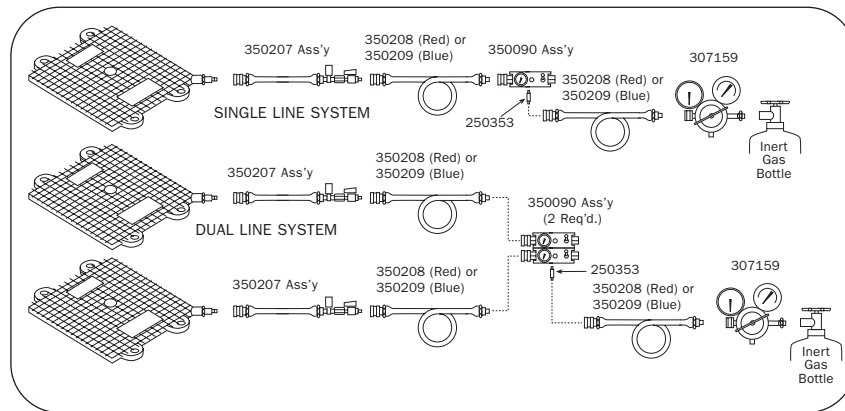 350207 Ass'y
350208 (Red) or
350209 (Blue)
350090 Ass'y
350208 (Red) or
350209 (Blue)
307159
250353
SINGLE LINE SYSTEM
Inert
Gas
Bottle
350207 Ass'y
350208 (Red) or
350209 (Blue)
350090 Ass'y
(2 Req'd.)
DUAL LINE SYSTEM
350207 Ass'y
350208 (Red) or
350209 (Blue)
250353
350208 (Red) or
350209 (Blue)
307159
Inert
Gas
Bottle